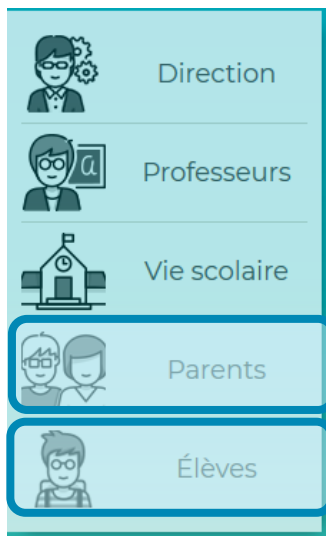 Direction
a
Professeurs
Vie scolaire
Parents
Élèves